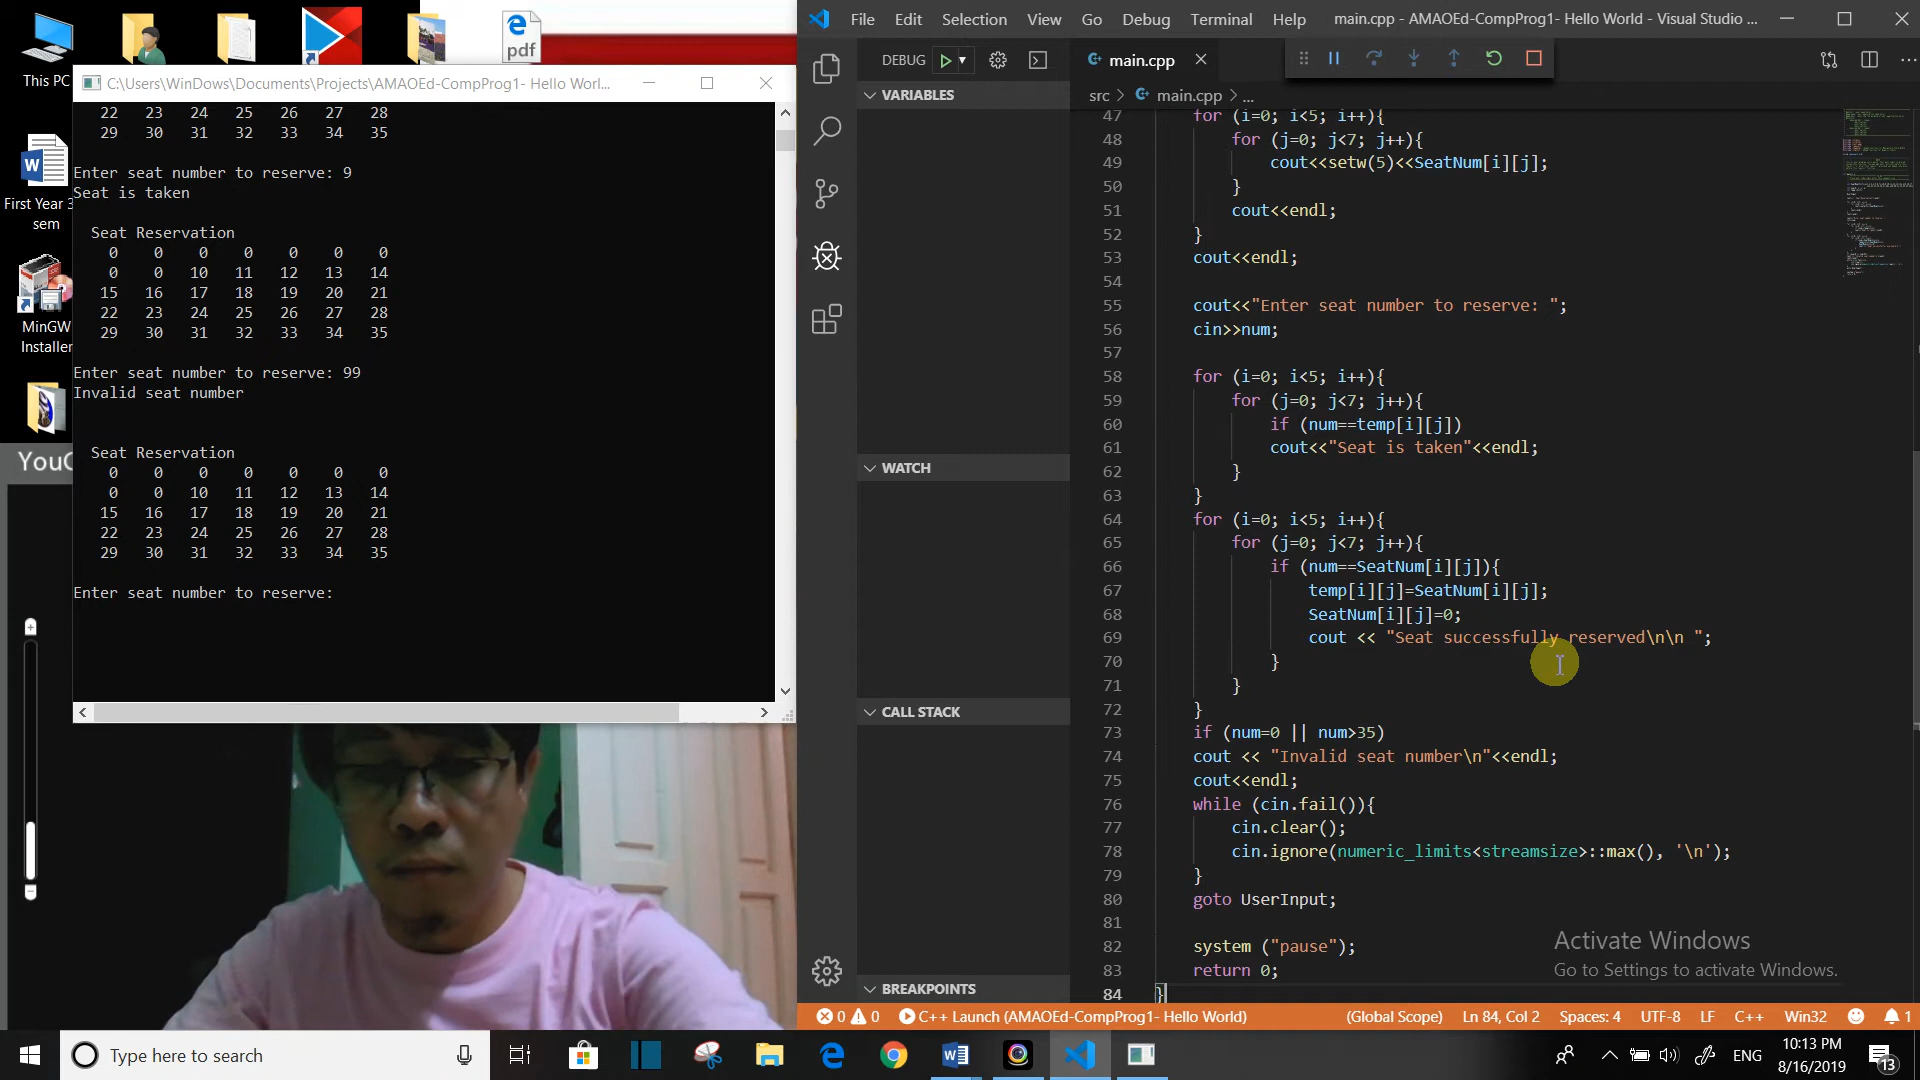 This PC
pdf
First Year 3
sem
MinGW
Installer
YouC
C:\Users\WinDows\Documents\Projects\AMAOEd-CompProg1- Hello Worl...
22 23 24 25 26 27 28
29 30 31 32 33 34 35
Enter seat number to reserve: 9
Seat is taken
Seat Reservation
0 0 0 0 0 0 0
0 0 10 11 12 13 14
15 16 17 18 19 20 21
22 23 24 25 26 27 28
29 30 31 32 33 34 35
Enter seat number to reserve: 99
Invalid seat number
Seat Reservation
0 0 0 0 0 0 0
0 0 10 11 12 13 14
15 16 17 18 19 20 21
22 23 24 25 26 27 28
29 30 31 32 33 34 35
Enter seat number to reserve:
File Edit Selection View Go Debug Terminal Help main.cpp - AMAOEd-CompProg1- Hello World - Visual Studio ...
DEBUG
main.cpp
src > main.cpp > ...
VARIABLES
WATCH
CALL STACK
BREAKPOINTS
47 for (i=0; i<5; i++){
48 for (j=0; j<7; j++){
49 cout<<setw(5)<<SeatNum[i][j];
50 }
51 cout<<endl;
52 }
53 cout<<endl;
54
55 cout<<"Enter seat number to reserve: ";
56 cin>>num;
57
58 for (i=0; i<5; i++){
59 for (j=0; j<7; j++){
60 if (num==temp[i][j])
61 cout<<"Seat is taken"<<endl;
62 }
63 }
64 for (i=0; i<5; i++){
65 for (j=0; j<7; j++){
66 if (num==SeatNum[i][j]){
67 temp[i][j]=SeatNum[i][j];
68 SeatNum[i][j]=0;
69 cout << "Seat successfully reserved\n\n ";
70 }
71 }
72 }
73 if (num=0 || num>35)
74 cout << "Invalid seat number\n"<<endl;
75 cout<<endl;
76 while (cin.fail()){
77 cin.clear();
78 cin.ignore(numeric_limits<streamsize>::max(), '\n');
79 }
80 goto UserInput;
81
82 system ("pause");
83 return 0;
84 }
Activate Windows
Go to Settings to activate Windows.
0 0 C++ Launch (AMAOEd-CompProg1- Hello World) (Global Scope) Ln 84, Col 2 Spaces: 4 UTF-8 LF C++ Win32 1
Type here to search
ENG
10:13 PM
8/16/2019
13